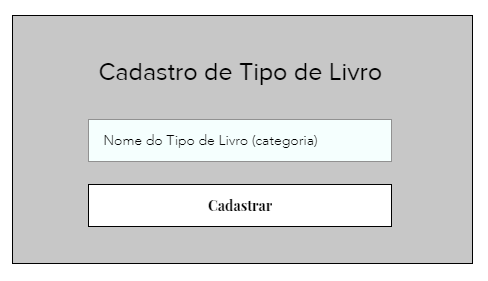 Cadastro de Tipo de Livro
Nome do Tipo de Livro (categoria)
Cadastrar